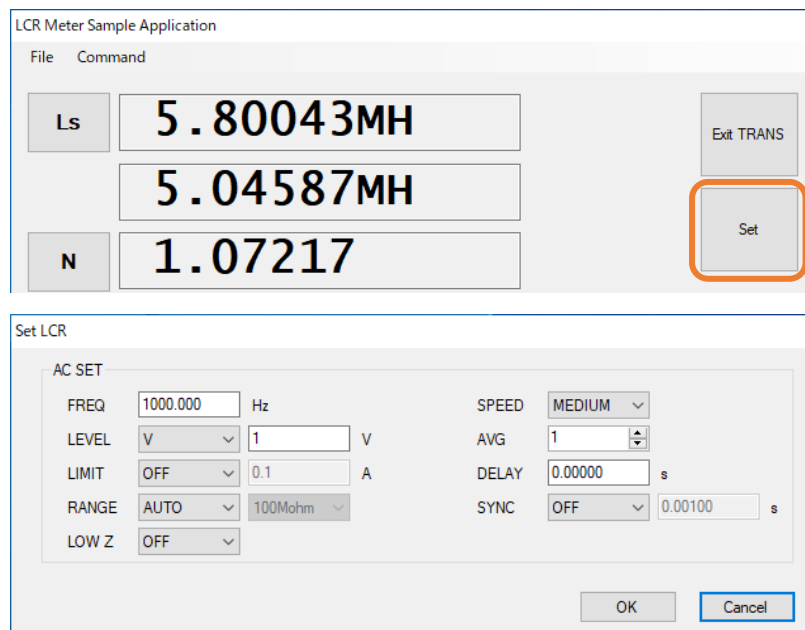 LCR Meter Sample Application
File Command
Ls 5.80043MH Exit TRANS
5.04587MH Set
N 1.07217
Set LCR
AC SET
FREQ 1000.000 Hz SPEED MEDIUM
LEVEL V 1 V AVG 1
LIMIT OFF 0.1 A DELAY 0.00000 s
RANGE AUTO 100Mohm SYNC OFF 0.00100 s
LOW Z OFF
OK Cancel